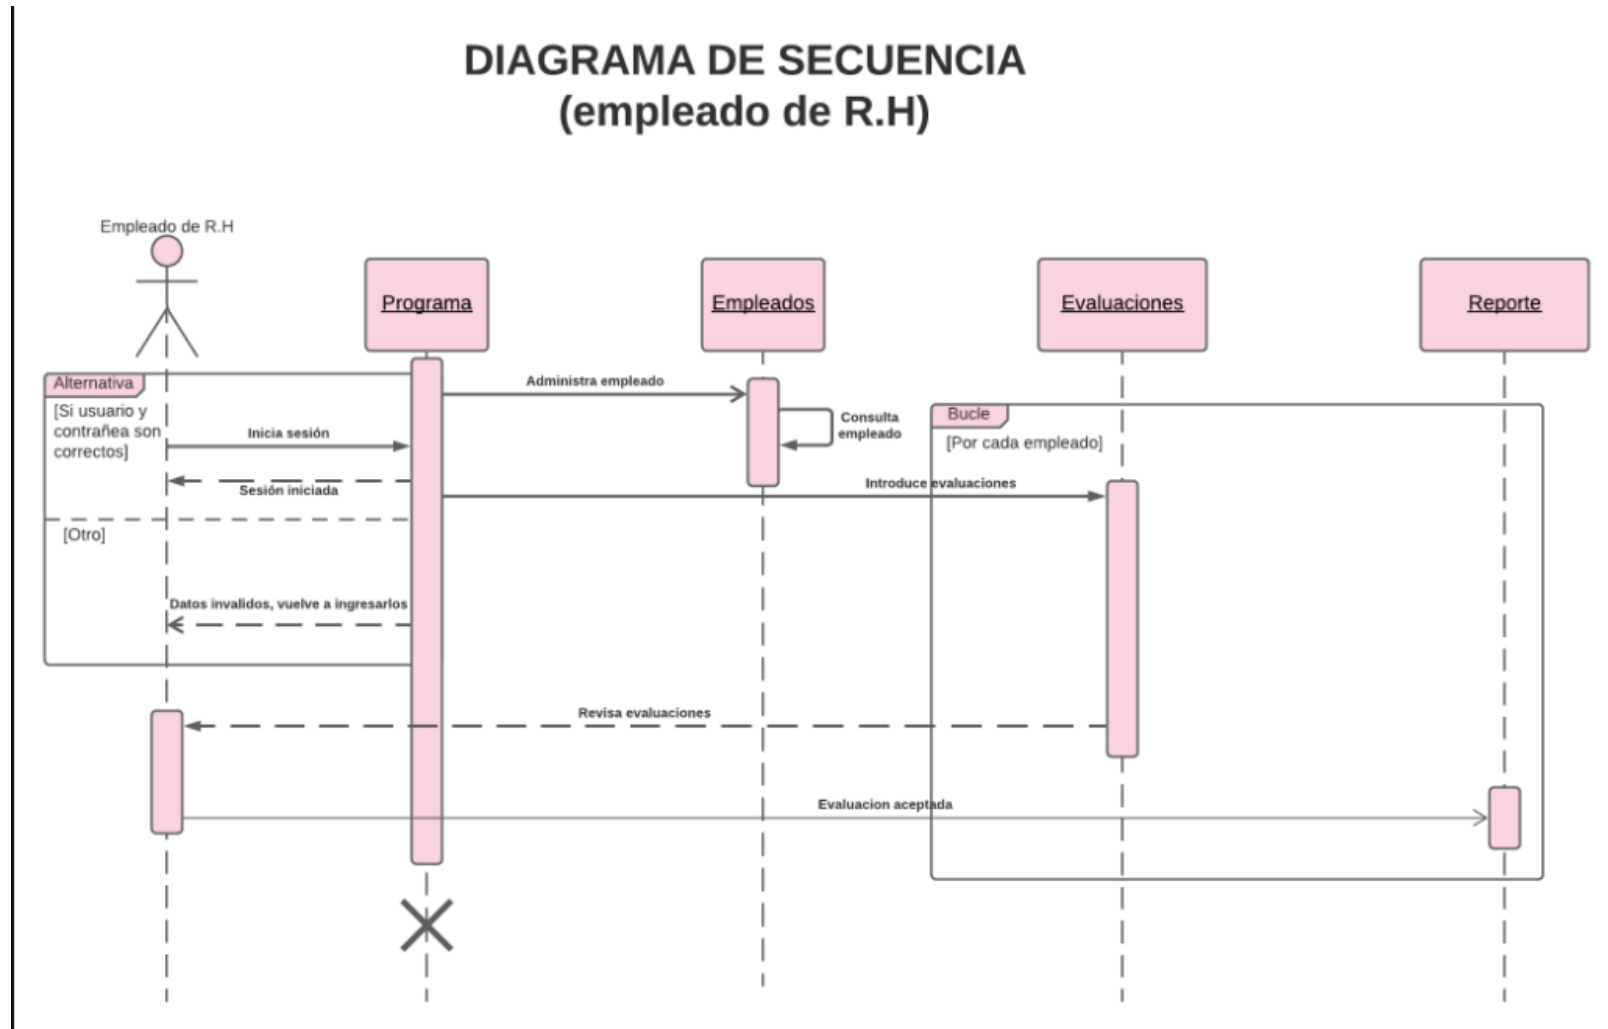 DIAGRAMA DE SECUENCIA
(empleado de R.H)
Empleado de R.H
Programa
Empleados
Evaluaciones
Reporte
Alternativa
[Si usuario y
contrañea son
correctos]
Inicia sesión
Sesión iniciada
[Otro]
Datos invalidos, vuelve a ingresarlos
Administra empleado
Consulta
empleado
Bucle
[Por cada empleado]
Introduce evaluaciones
Revisa evaluaciones
Evaluacion aceptada